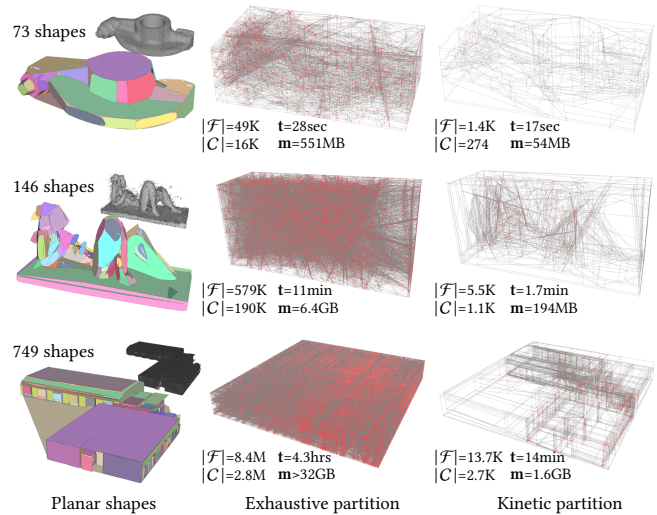 73 shapes
|F|=49K t=28sec
|C|=16K m=551MB
|F|=1.4K t=17sec
|C|=274 m=54MB
146 shapes
|F|=579K t=11min
|C|=190K m=6.4GB
|F|=5.5K t=1.7min
|C|=1.1K m=194MB
749 shapes
|F|=8.4M t=4.3hrs
|C|=2.8M m>32GB
|F|=13.7K t=14min
|C|=2.7K m=1.6GB
Planar shapes Exhaustive partition Kinetic partition